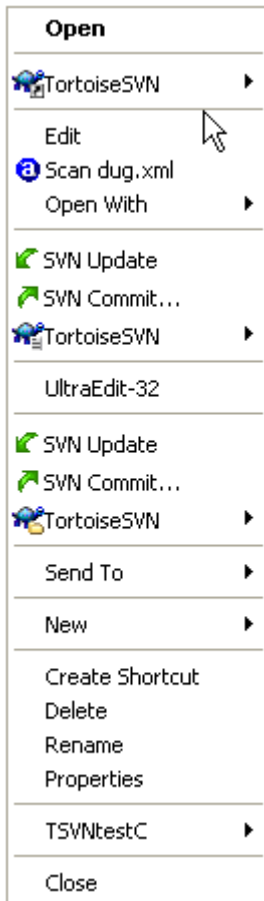 Open
TortoiseSVN
Edit
Scan dug.xml
Open With
SVN Update
SVN Commit...
TortoiseSVN
UltraEdit-32
SVN Update
SVN Commit...
TortoiseSVN
Send To
New
Create Shortcut
Delete
Rename
Properties
TSVNtestC
Close